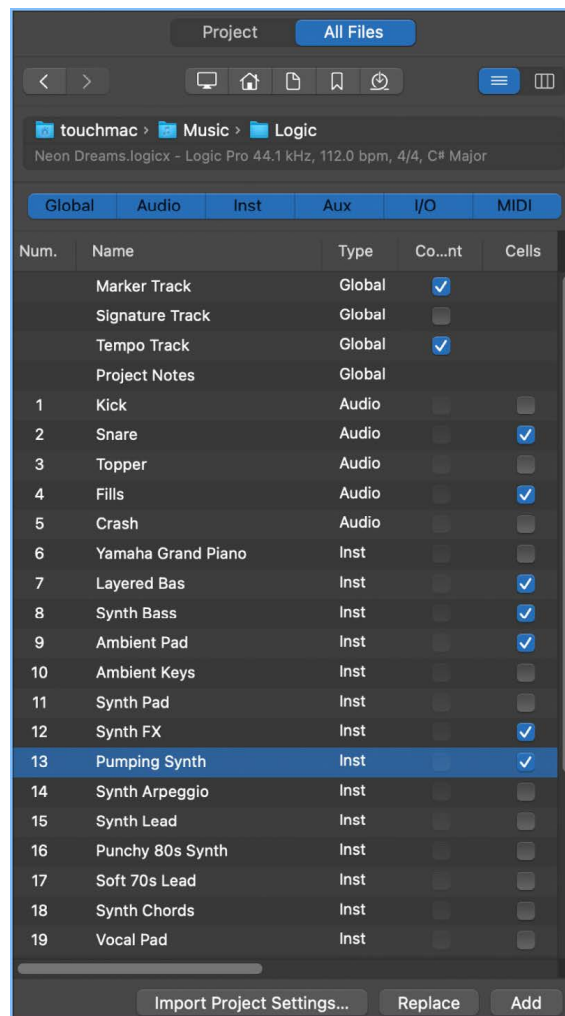 Project All Files
touchmac › Music › Logic
Neon Dreams.logicx - Logic Pro 44.1 kHz, 112.0 bpm, 4/4, C# Major
Global Audio Inst Aux I/O MIDI
Num. Name Type Co...nt Cells
Marker Track Global
Signature Track Global
Tempo Track Global
Project Notes Global
1 Kick Audio
2 Snare Audio
3 Topper Audio
4 Fills Audio
5 Crash Audio
6 Yamaha Grand Piano Inst
7 Layered Bas Inst
8 Synth Bass Inst
9 Ambient Pad Inst
10 Ambient Keys Inst
11 Synth Pad Inst
12 Synth FX Inst
13 Pumping Synth Inst
14 Synth Arpeggio Inst
15 Synth Lead Inst
16 Punchy 80s Synth Inst
17 Soft 70s Lead Inst
18 Synth Chords Inst
19 Vocal Pad Inst
Import Project Settings... Replace Add